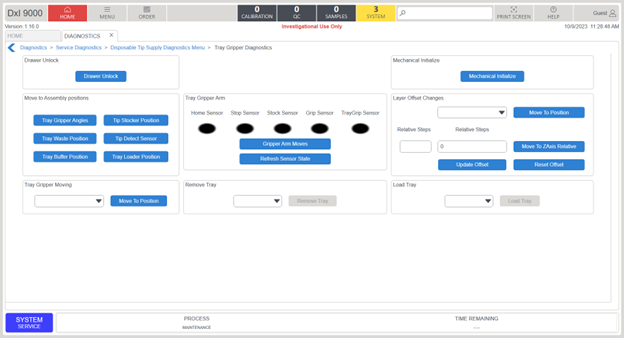 DxI 9000
HOME
MENU
ORDER
0
CALIBRATION
0
QC
0
SAMPLES
3
SYSTEM
PRINT SCREEN
HELP
Guest
Version 1.16.0
Investigational Use Only
10/9/2023 11:28:48 AM
HOME
DIAGNOSTICS
X
Diagnostics > Service Diagnostics > Disposable Tip Supply Diagnostics Menu > Tray Gripper Diagnostics
Drawer Unlock
Drawer Unlock
Mechanical Initialize
Mechanical Initialize
Move to Assembly positions
Tray Gripper Angles
Tip Stocker Position
Tray Waste Position
Tip Detect Sensor
Tray Buffer Position
Tray Loader Position
Tray Gripper Arm
Home Sensor
Stop Sensor
Stock Sensor
Grip Sensor
TrayGrip Sensor
Gripper Arm Moves
Refresh Sensor State
Layer Offset Changes
Move To Position
Relative Steps
Relative Steps
0
Move To ZAxis Relative
Update Offset
Reset Offset
Tray Gripper Moving
Move To Position
Remove Tray
Remove Tray
Load Tray
Load Tray
SYSTEM
SERVICE
PROCESS
MAINTENANCE
TIME REMAINING